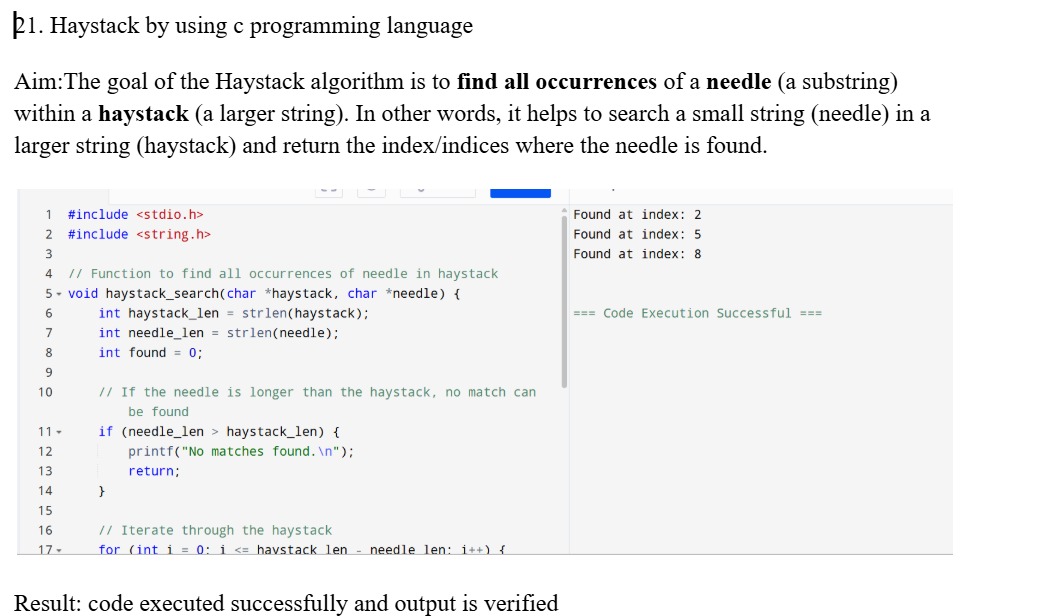 21. Haystack by using c programming language
Aim:The goal of the Haystack algorithm is to find all occurrences of a needle (a substring)
within a haystack (a larger string). In other words, it helps to search a small string (needle) in a
larger string (haystack) and return the index/indices where the needle is found.
1 #include <stdio.h>
2 #include <string.h>
3
4 // Function to find all occurrences of needle in haystack
5 void haystack_search(char *haystack, char *needle) {
6 int haystack_len = strlen(haystack);
7 int needle_len = strlen(needle);
8 int found = 0;
9
10 // If the needle is longer than the haystack, no match can
be found
11 if (needle_len > haystack_len) {
12 printf("No matches found.\n");
13 return;
14 }
15
16 // Iterate through the haystack
17 for (int i = 0; i <= haystack_len - needle_len; i++) {
Found at index: 2
Found at index: 5
Found at index: 8
=== Code Execution Successful ===
Result: code executed successfully and output is verified